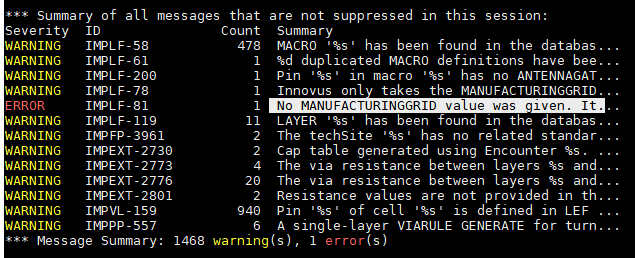 *** Summary of all messages that are not suppressed in this session:
Severity ID Count Summary
WARNING IMPLF-58 478 MACRO '%s' has been found in the databas...
WARNING IMPLF-61 1 %d duplicated MACRO definitions have bee...
WARNING IMPLF-200 1 Pin '%s' in macro '%s' has no ANTENNAGAT...
WARNING IMPLF-78 1 Innovus only takes the MANUFACTURINGGRID...
ERROR IMPLF-81 1 No MANUFACTURINGGRID value was given. It...
WARNING IMPLF-119 11 LAYER '%s' has been found in the databas...
WARNING IMPFP-3961 2 The techSite '%s' has no related standar...
WARNING IMPEXT-2730 2 Cap table generated using Encounter %s. ...
WARNING IMPEXT-2773 4 The via resistance between layers %s and...
WARNING IMPEXT-2776 20 The via resistance between layers %s and...
WARNING IMPEXT-2801 2 Resistance values are not provided in th...
WARNING IMPVL-159 940 Pin '%s' of cell '%s' is defined in LEF ...
WARNING IMPPP-557 6 A single-layer VIARULE GENERATE for turn...
*** Message Summary: 1468 warning(s), 1 error(s)